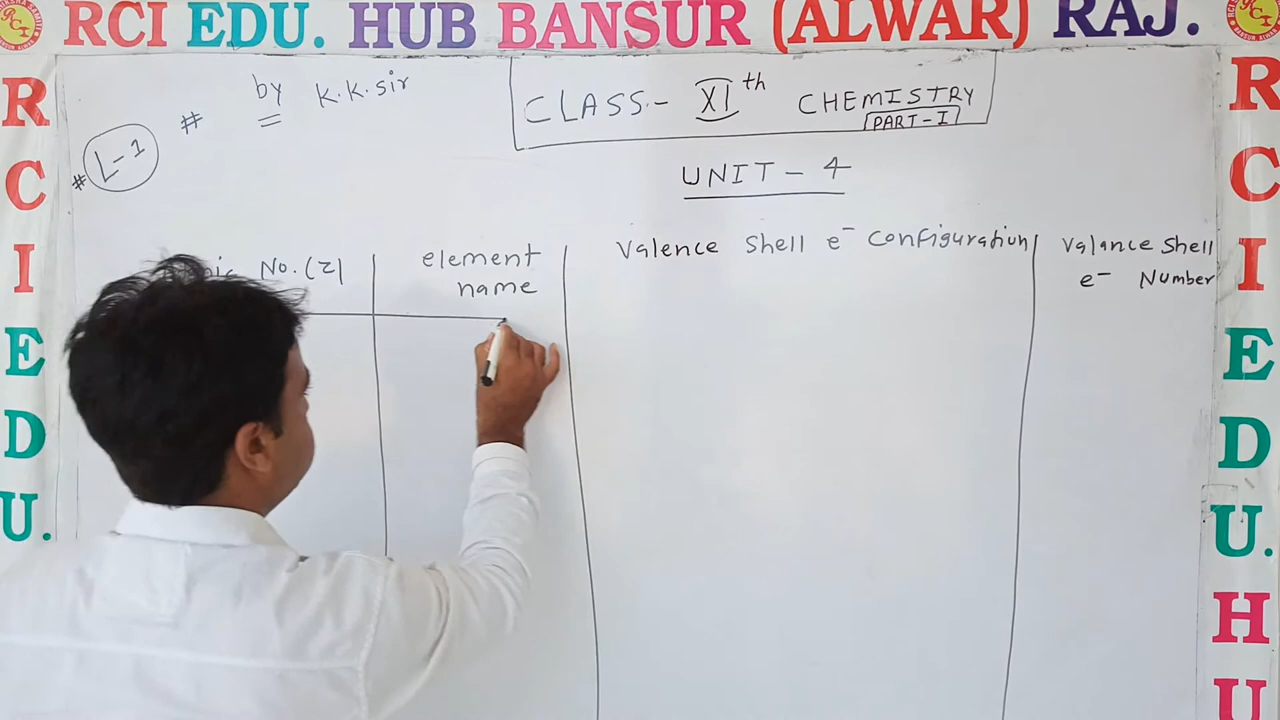 RCI EDU. HUB BANSUR (ALWAR) RAJ.
by K.K.sir
#
CLASS:- XIth CHEMISTRY
PART-I
# L-1
UNIT - 4
No. (Z)
element
name
Valence Shell e⁻ Configuration
Valance Shell
e⁻ Number
R
C
I
E
D
U.
R
C
I
E
D
U.
H
U